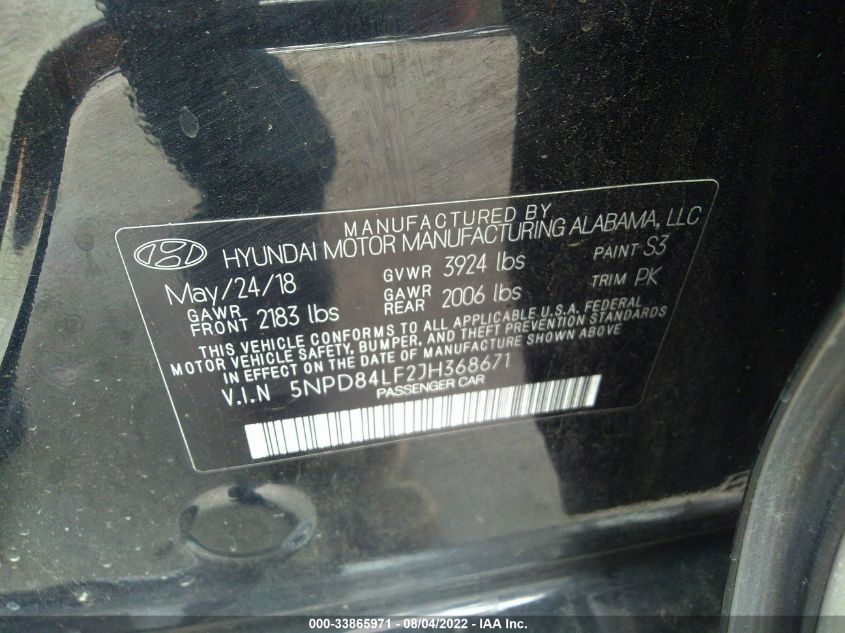 MANUFACTURED BY
HYUNDAI MOTOR MANUFACTURING ALABAMA, LLC
May/24/18 GVWR 3924 lbs PAINT S3
GAWR FRONT 2183 lbs GAWR REAR 2006 lbs TRIM PK
THIS VEHICLE CONFORMS TO ALL APPLICABLE U.S.A. FEDERAL
MOTOR VEHICLE SAFETY, BUMPER, AND THEFT PREVENTION STANDARDS
IN EFFECT ON THE DATE OF MANUFACTURE SHOWN ABOVE
V.I.N 5NPD84LF2JH368671
PASSENGER CAR
000-33865971 - 08/04/2022 - IAA Inc.